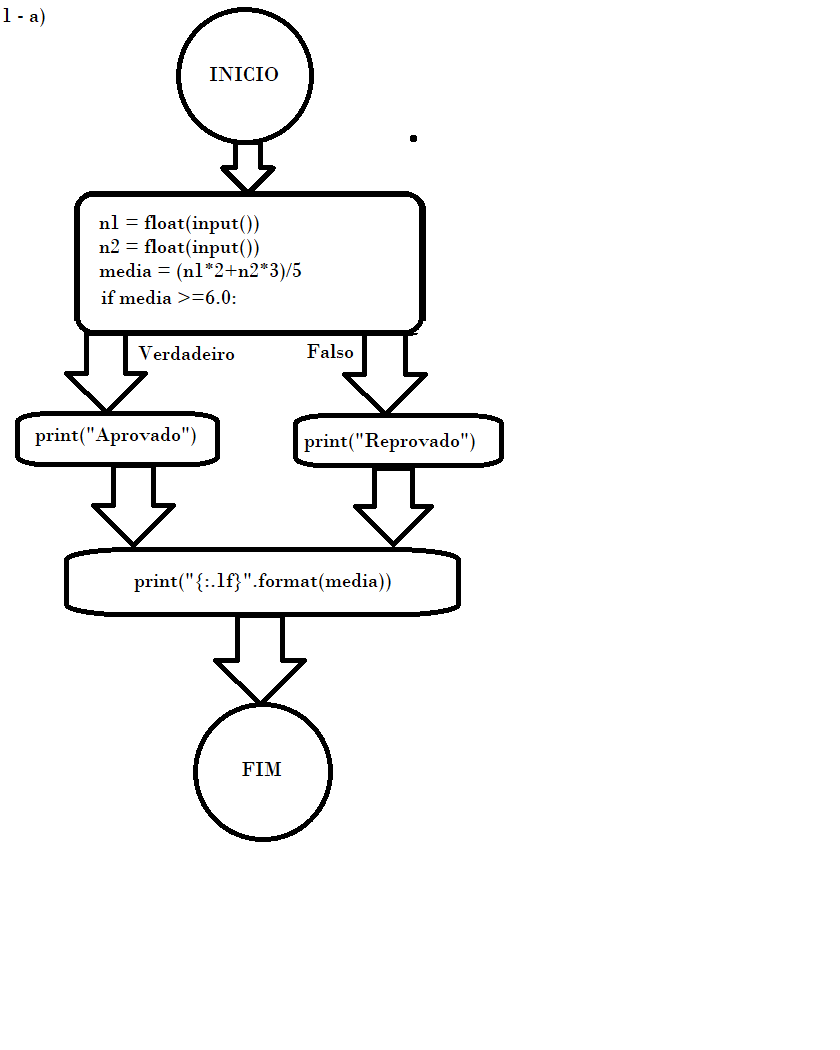 1 - a)
INICIO
n1 = float(input())
n2 = float(input())
media = (n1*2+n2*3)/5
if media >=6.0:
Verdadeiro
Falso
print("Aprovado")
print("Reprovado")
print("{:.1f}".format(media))
FIM